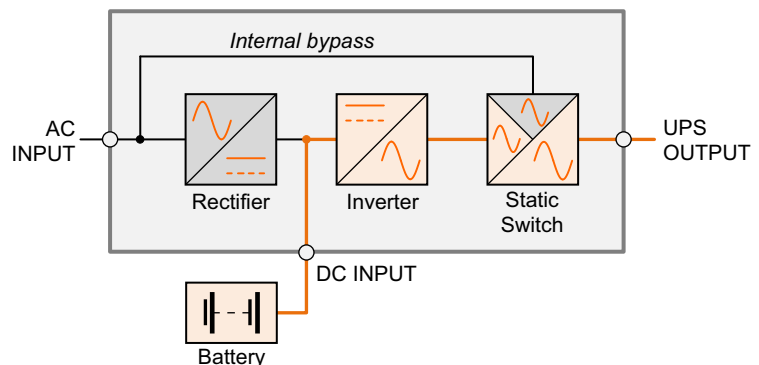 Internal bypass
AC
INPUT
UPS
OUTPUT
Rectifier
Inverter
Static
Switch
DC INPUT
Battery